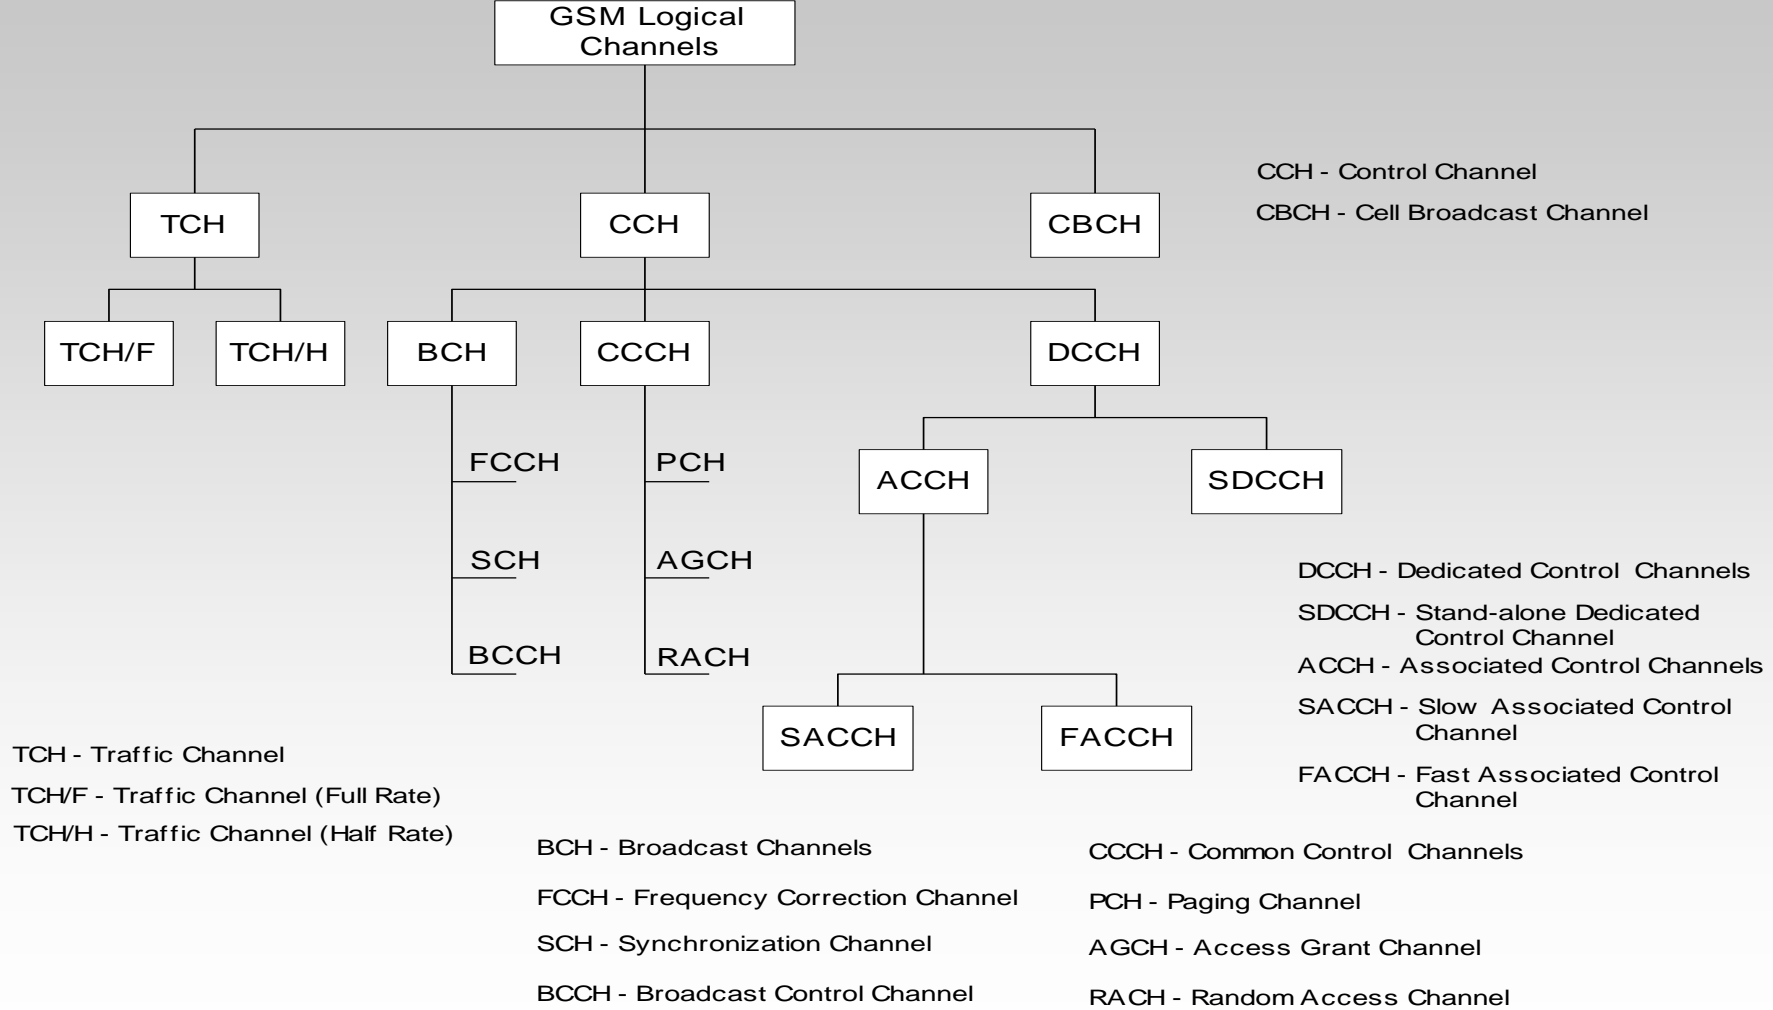 GSM Logical
Channels
TCH
CCH
CBCH
CCH - Control Channel
CBCH - Cell Broadcast Channel
TCH/F
TCH/H
BCH
CCCH
DCCH
FCCH
SCH
BCCH
PCH
AGCH
RACH
ACCH
SDCCH
SACCH
FACCH
DCCH - Dedicated Control Channels
SDCCH - Stand-alone Dedicated
Control Channel
ACCH - Associated Control Channels
SACCH - Slow Associated Control
Channel
FACCH - Fast Associated Control
Channel
TCH - Traffic Channel
TCH/F - Traffic Channel (Full Rate)
TCH/H - Traffic Channel (Half Rate)
BCH - Broadcast Channels
FCCH - Frequency Correction Channel
SCH - Synchronization Channel
BCCH - Broadcast Control Channel
CCCH - Common Control Channels
PCH - Paging Channel
AGCH - Access Grant Channel
RACH - Random Access Channel